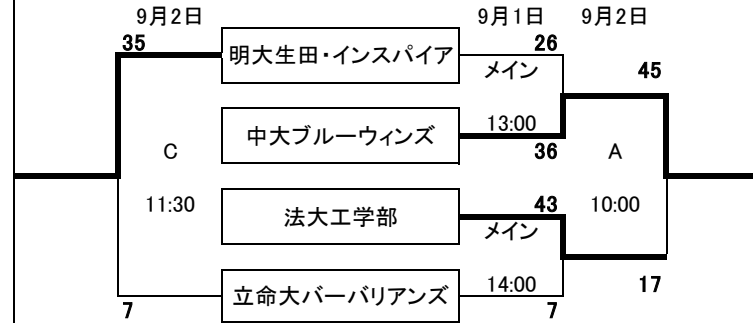 9月2日
9月1日
9月2日
35
明大生田・インスパイア
26
メイン
45
中大ブルーウィンズ
13:00
36
C
A
11:30
法大工学部
43
10:00
メイン
立命大バーバリアンズ
14:00
17
7
7